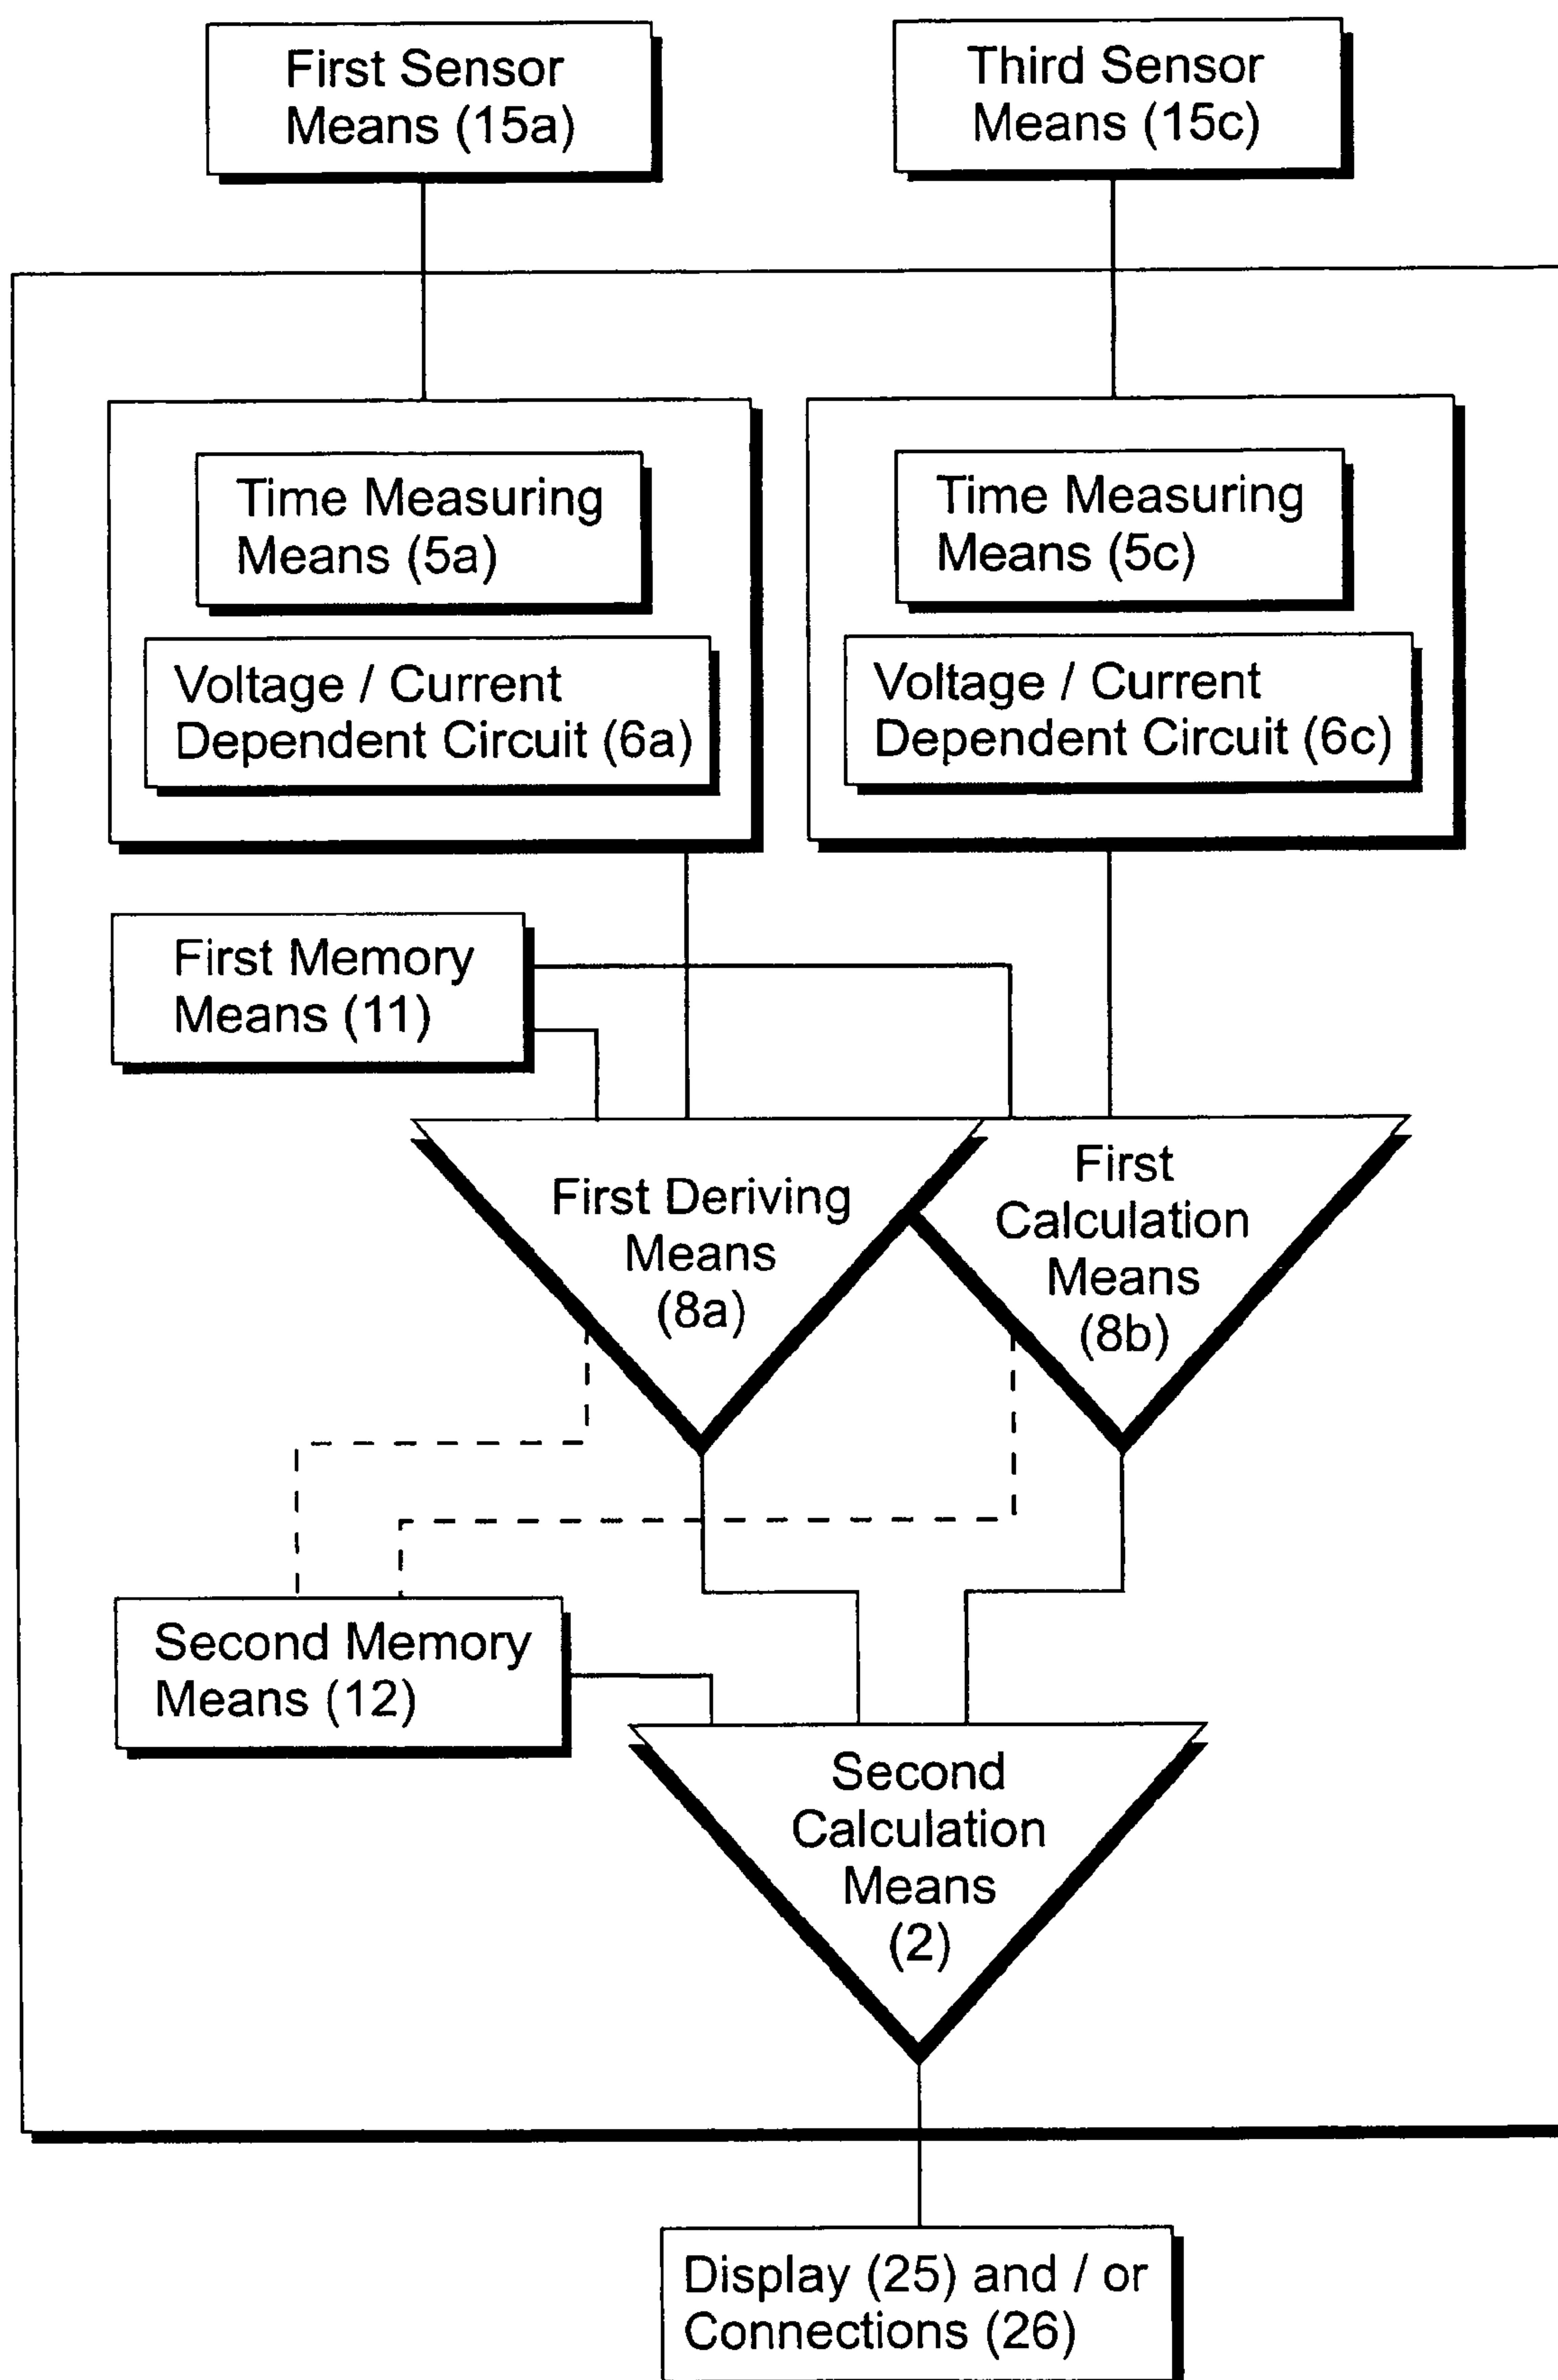 First Sensor
Means (15a)
Third Sensor
Means (15c)
Time Measuring
Means (5a)
Voltage / Current
Dependent Circuit (6a)
Time Measuring
Means (5c)
Voltage / Current
Dependent Circuit (6c)
First Memory
Means (11)
First Deriving
Means
(8a)
First
Calculation
Means
(8b)
Second Memory
Means (12)
Second
Calculation
Means
(2)
Display (25) and / or
Connections (26)